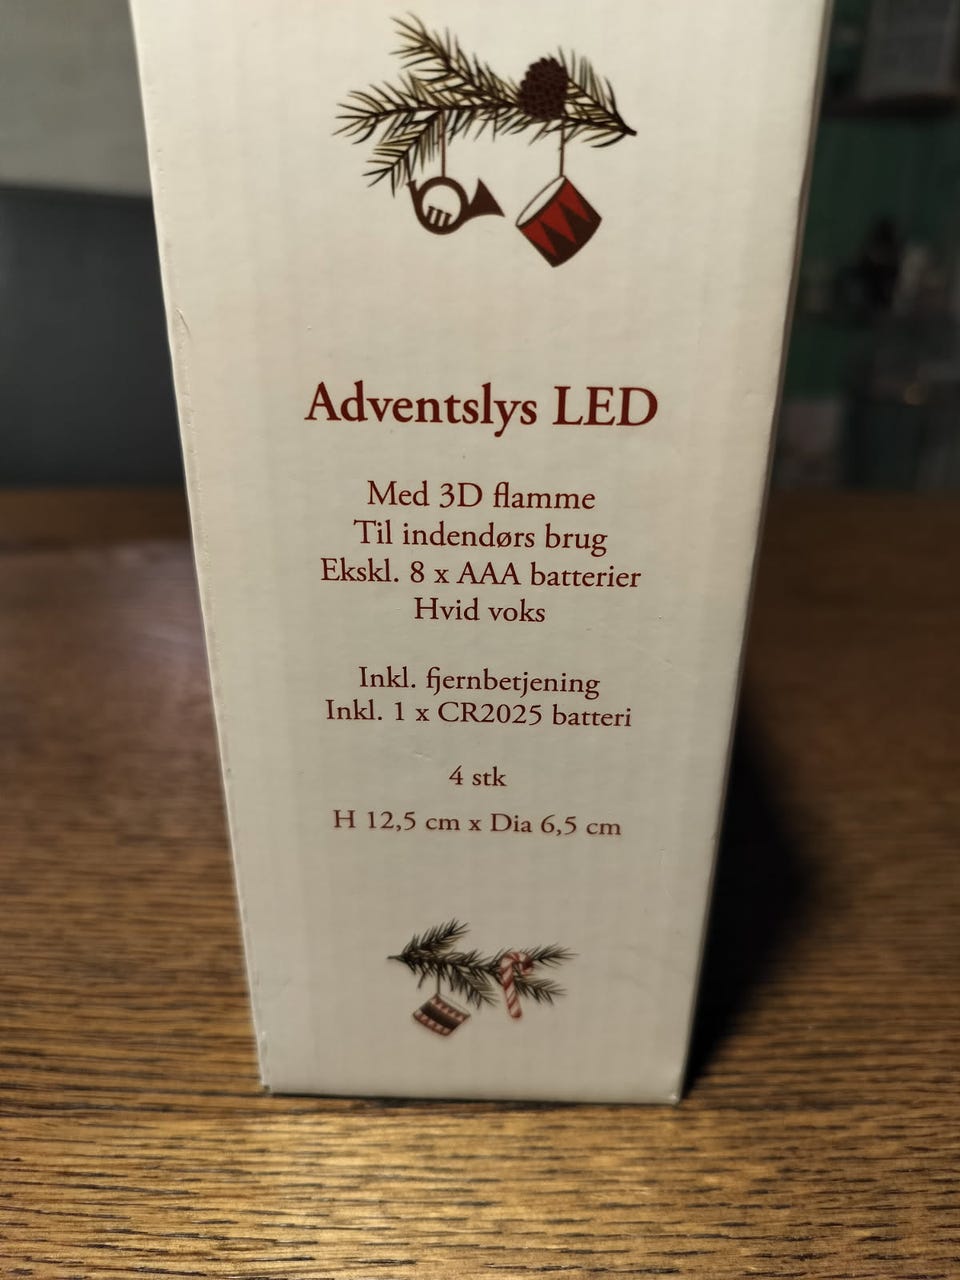 Adventslys LED
Med 3D flamme
Til indendørs brug
Ekskl. 8 x AAA batterier
Hvid voks
Inkl. fjernbetjening
Inkl. 1 x CR2025 batteri
4 stk
H 12,5 cm x Dia 6,5 cm